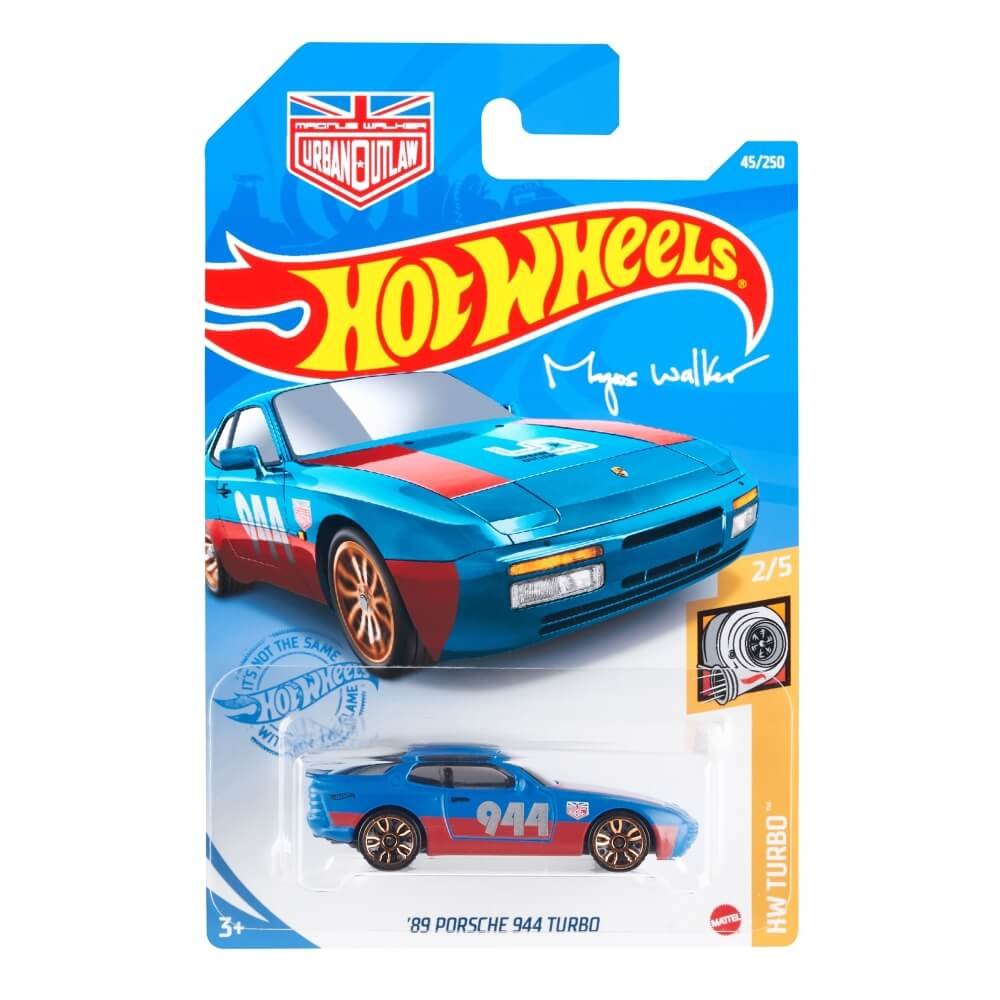 MAGNUS WALKER
URBAN OUTLAW
45/250
HOT WHEELS®
Magnus Walker
944
2/5
IT'S NOT THE SAME
HOT WHEELS
944
HW TURBO™
3+
'89 PORSCHE 944 TURBO
MATTEL